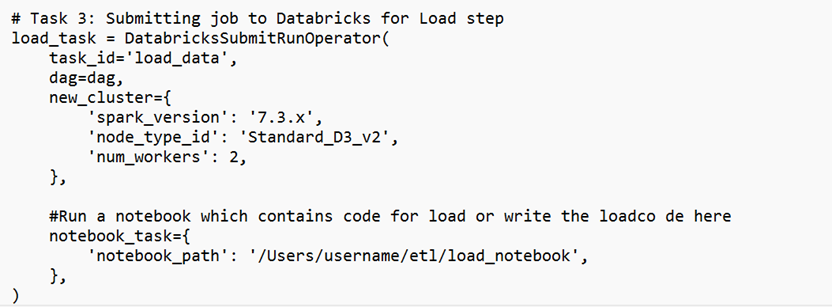 # Task 3: Submitting job to Databricks for Load step
load_task = DatabricksSubmitRunOperator(
    task_id='load_data',
    dag=dag,
    new_cluster={
        'spark_version': '7.3.x',
        'node_type_id': 'Standard_D3_v2',
        'num_workers': 2,
    },
    #Run a notebook which contains code for load or write the loadco de here
    notebook_task={
        'notebook_path': '/Users/username/etl/load_notebook',
    },
)